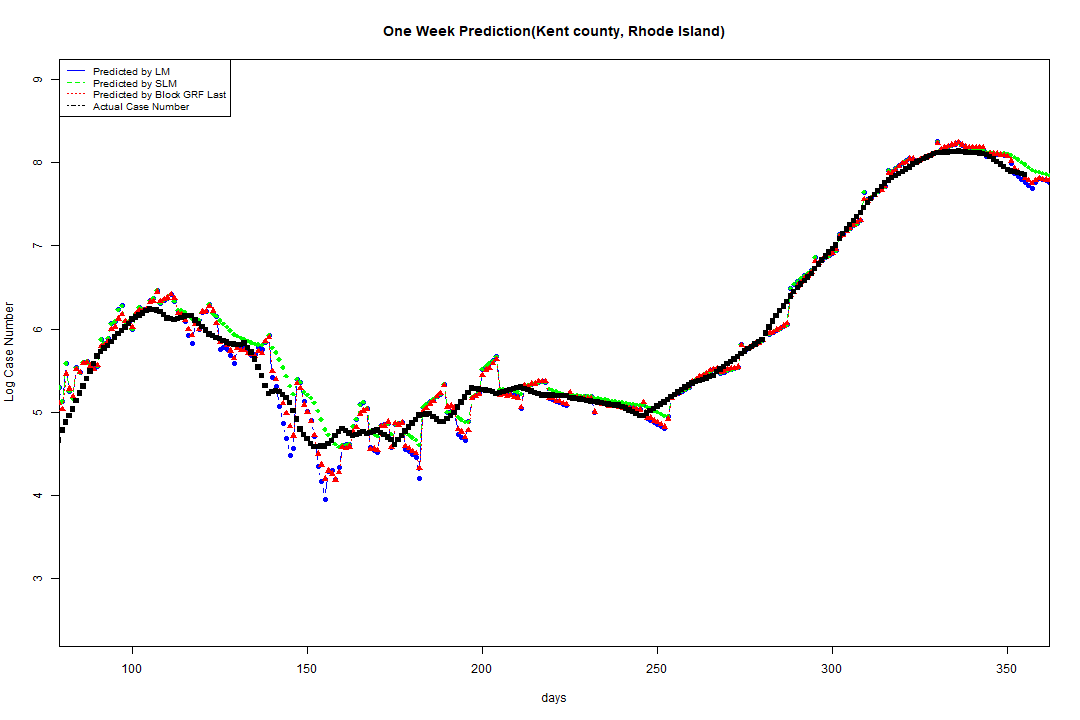 One Week Prediction(Kent county, Rhode Island)
Predicted by LM
Predicted by SLM
Predicted by Block GRF Last
Actual Case Number
9
8
7
6
5
4
3
Log Case Number
100 150 200 250 300 350
days